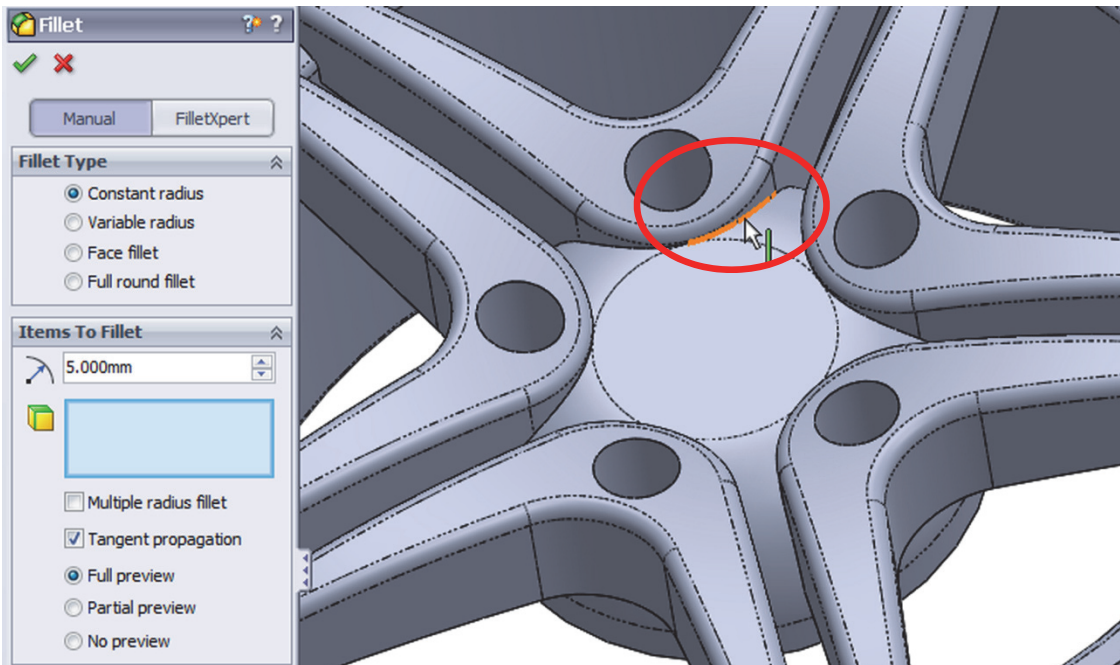 Fillet ? ?
Manual FilletXpert
Fillet Type
Constant radius
Variable radius
Face fillet
Full round fillet
Items To Fillet
5.000mm
Multiple radius fillet
Tangent propagation
Full preview
Partial preview
No preview